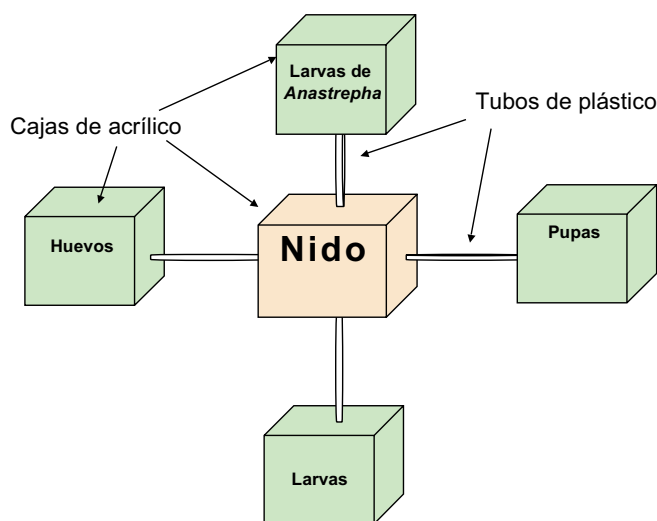 Larvas de
Anastrepha
Tubos de plástico
Cajas de acrílico
Huevos
Nido
Pupas
Larvas